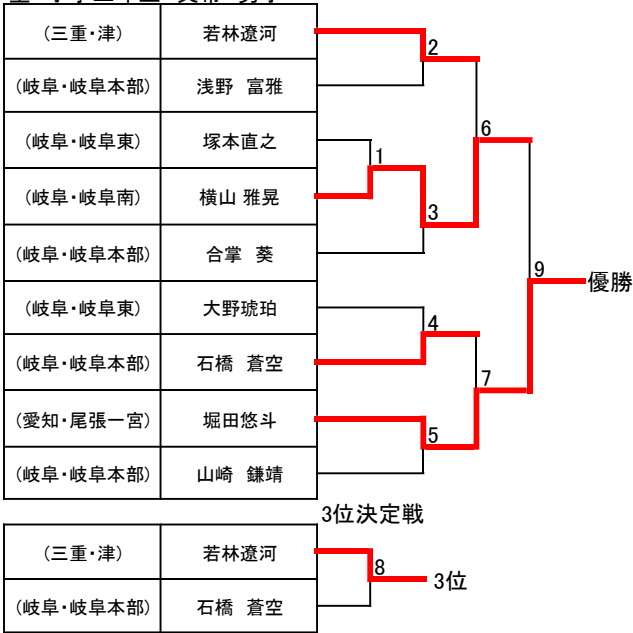 (三重・津) 若林遼河
2
(岐阜・岐阜本部) 浅野 富雅
6
(岐阜・岐阜東) 塚本直之
1
(岐阜・岐阜南) 横山 雅晃
3
(岐阜・岐阜本部) 合掌 葵
9
優勝
(岐阜・岐阜東) 大野琥珀
4
(岐阜・岐阜本部) 石橋 蒼空
7
(愛知・尾張一宮) 堀田悠斗
5
(岐阜・岐阜本部) 山崎 鎌靖
3位決定戦
(三重・津) 若林遼河
8
3位
(岐阜・岐阜本部) 石橋 蒼空